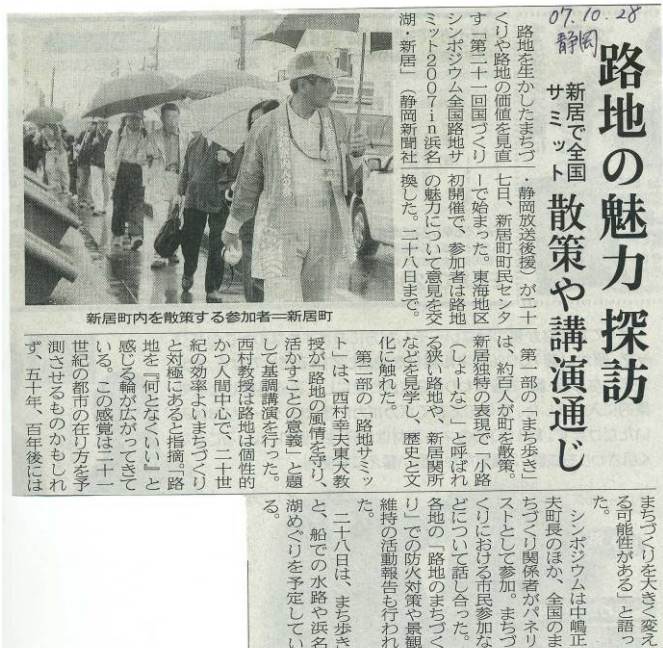 07.10.28
静岡
路地の魅力 探訪
新居で全国
サミット
散策や講演通じ
路地を生かしたまちづ
くりや路地の価値を見直
す「第二十一回国づくり
シンポジウム全国路地サ
ミット2007in浜名
湖・新居」(静岡新聞社
・静岡放送後援)が二十
七日、新居町町民センタ
ーで始まった。東海地区
初開催で、参加者は路地
の魅力について意見を交
換した。二十八日まで。
新居町内を散策する参加者=新居町
第一部の「まち歩き」
は、約百人が町を散策。
新居独特の表現で「小路
(しょーな)」と呼ばれ
る狭い路地や、新居関所
などを見学し、歴史と文
化に触れた。
第二部の「路地サミッ
ト」は、西村幸夫東大教
授が「路地の風情を守り、
活かすことの意義」と題
して基調講演を行った。
西村教授は路地は個性的
かつ人間中心で、二十世
紀の効率よいまちづくり
と対極にあると指摘。「路
地を『何となくいい』と
感じる輪が広がってきて
いる。この感覚は二十一
世紀の都市の在り方を予
測させるものかもしれ
ず、五十年、百年後には
まちづくりを大きく変え
る可能性がある」と語っ
た。
シンポジウムは中嶋正
夫町長のほか、全国のま
ちづくり関係者がパネリ
ストとして参加。まちづ
くりにおける市民参加な
どについて話し合った。
各地の「路地のまちづく
り」での防火対策や景観
維持の活動報告も行われ
た。
二十八日は、まち歩き
と、船での水路や浜名
湖めぐりを予定してい
る。